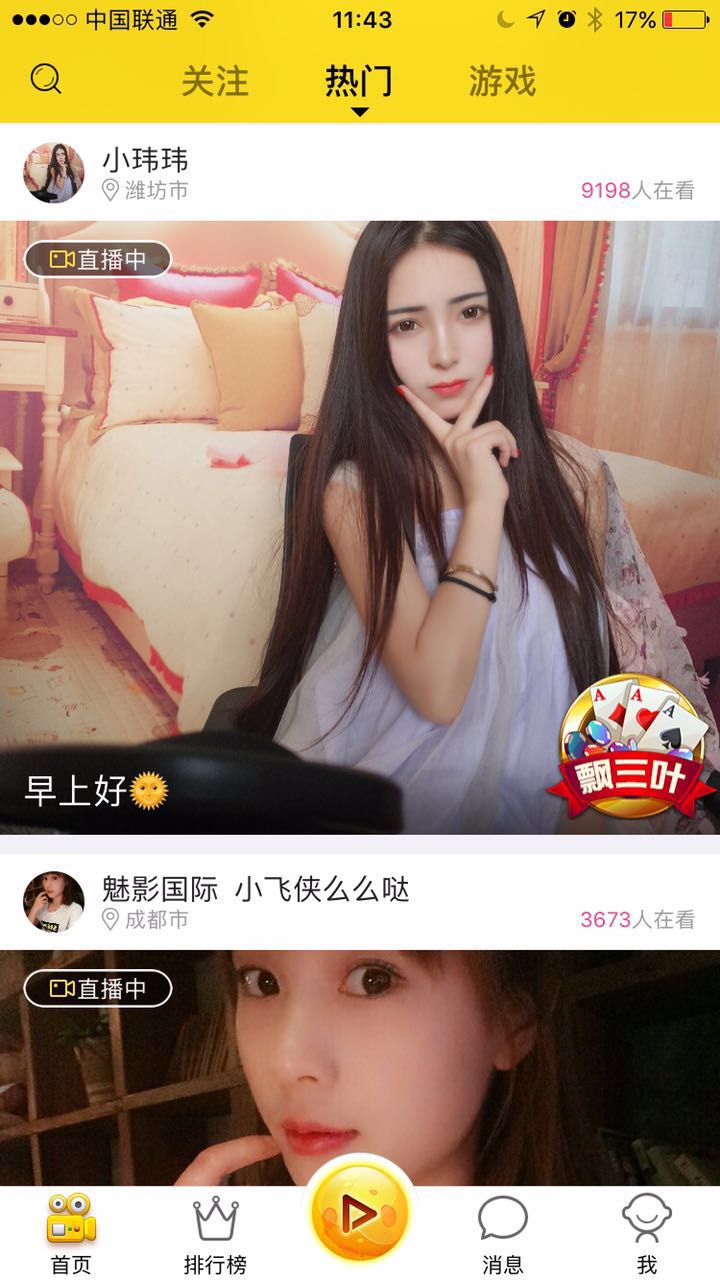 中国联通 11:43 17%
关注 热门 游戏
小玮玮
潍坊市 9198人在看
直播中
A A A
飘三叶
早上好🌞
魅影国际 小飞侠么么哒
成都市 3673人在看
直播中
首页 排行榜 消息 我